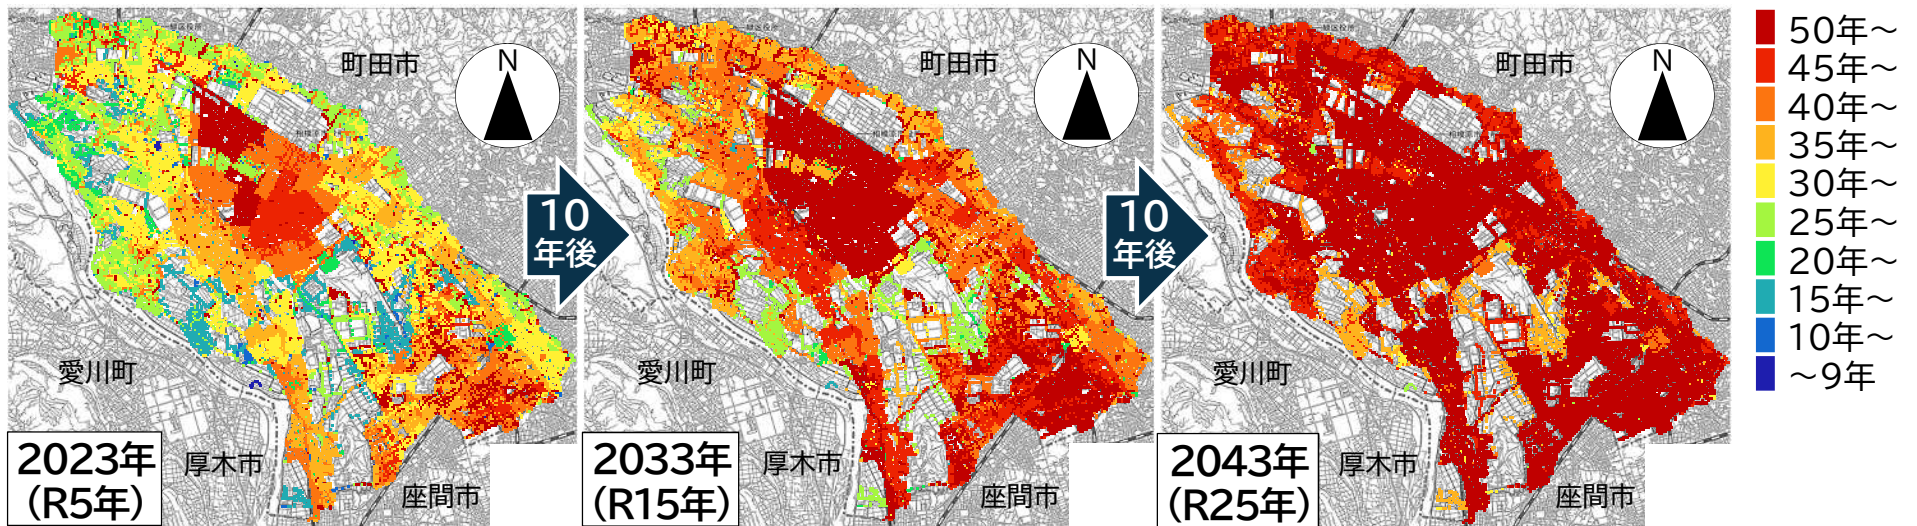 町田市
N
愛川町
厚木市
座間市
2023年
(R5年)
10
年後
町田市
N
愛川町
厚木市
座間市
2033年
(R15年)
10
年後
町田市
N
愛川町
厚木市
座間市
2043年
(R25年)
50年～
45年～
40年～
35年～
30年～
25年～
20年～
15年～
10年～
～9年